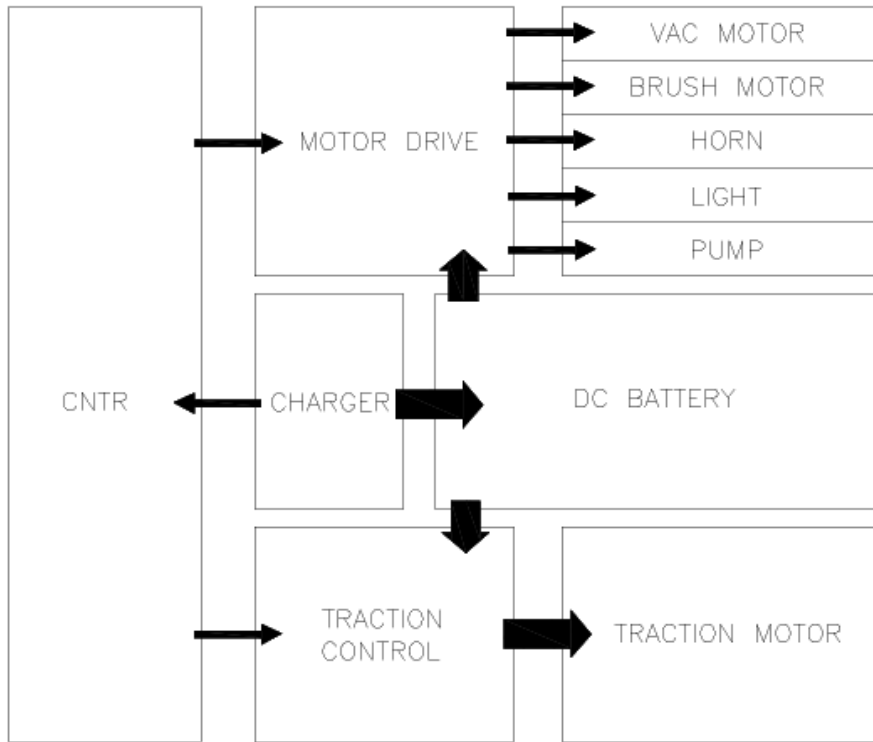 VAC MOTOR
BRUSH MOTOR
MOTOR DRIVE
HORN
LIGHT
PUMP
CNTR
CHARGER
DC BATTERY
TRACTION
CONTROL
TRACTION MOTOR